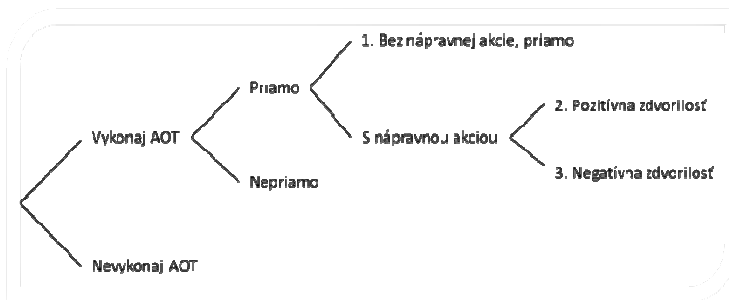 1. Bez nápravnej akcie, priamo
Priamo
2. Pozitívna zdvorilosť
Vykonaj AOT
S nápravnou akciou
3. Negatívna zdvorilosť
Nepriamo
Nevykonaj AOT